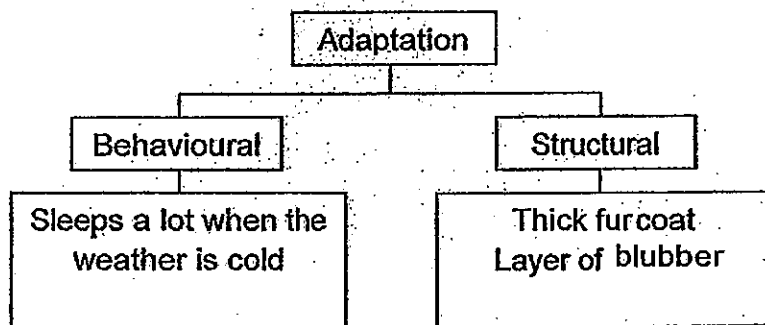 Adaptation
Behavioural
Structural
Sleeps a lot when the
weather is cold
Thick fur coat
Layer of blubber